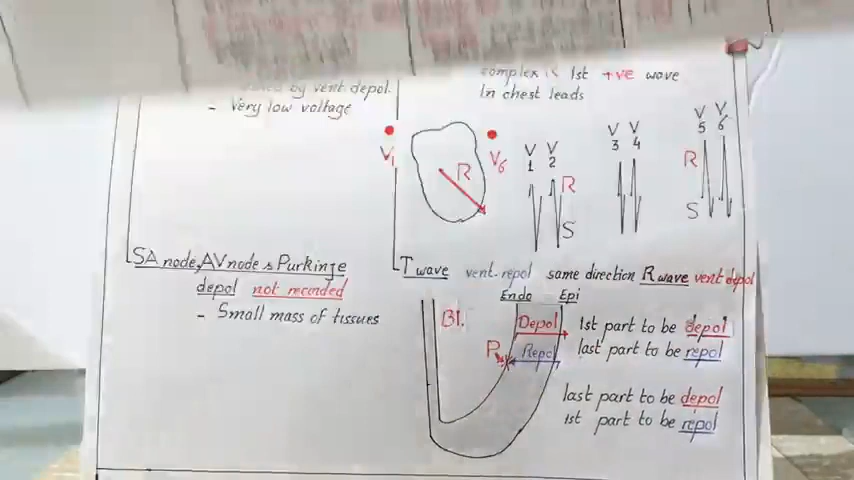 by vent depol.
- Very low voltage
SA node, AV node & Purkinje
depol not recorded
- Small mass of tissues
complex is 1st +ve wave
In chest leads
V1
V6
R
V1 V2
R
S
V3 V4
V5 V6
R
S
T wave vent. repol same direction R wave vent depol
Endo Epi
Bl.
Depol
P Repol
1st part to be depol
last part to be repol
last part to be depol
1st part to be repol